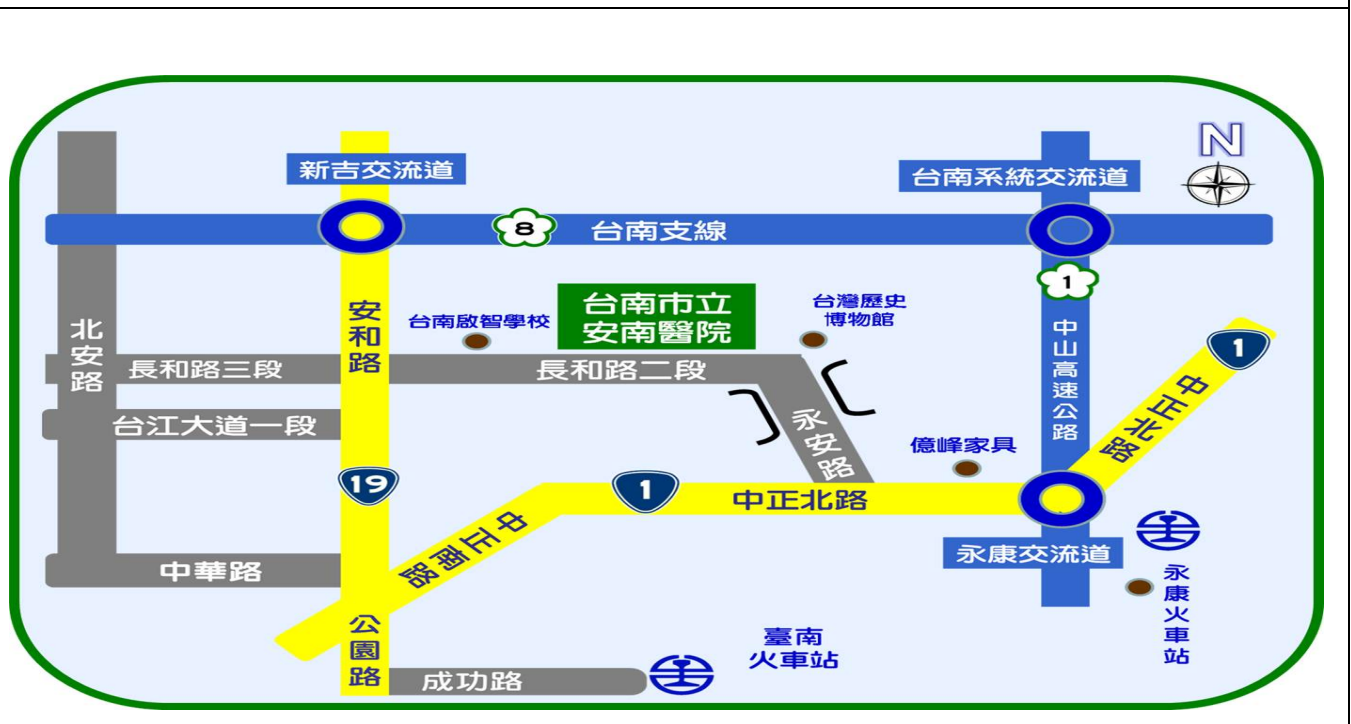 N
新吉交流道
台南系統交流道
8
台南支線
1
台南市立
安南醫院
台灣歷史
博物館
台南啟智學校
北安路
安和路
中山高速公路
1
中正北路
長和路三段
長和路二段
台江大道一段
永安路
億峰家具
19
1
中正北路
中正南路
永康交流道
中華路
永康火車站
公園路
臺南
火車站
成功路